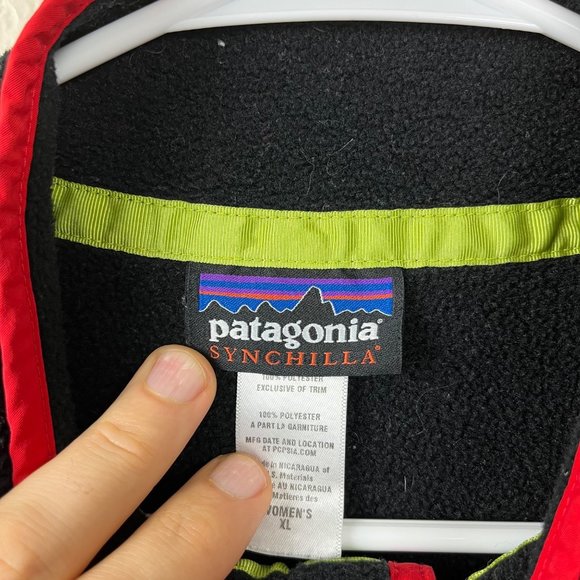 patagonia®
SYNCHILLA®
100% POLYESTER
EXCLUSIVE OF TRIM
100% POLYESTER
A PART LA GARNITURE
MFG DATE AND LOCATION
AT PCPSIA.COM
in NICARAGUA of
Materials
AU NICARAGUA
Matières des
WOMEN'S
XL